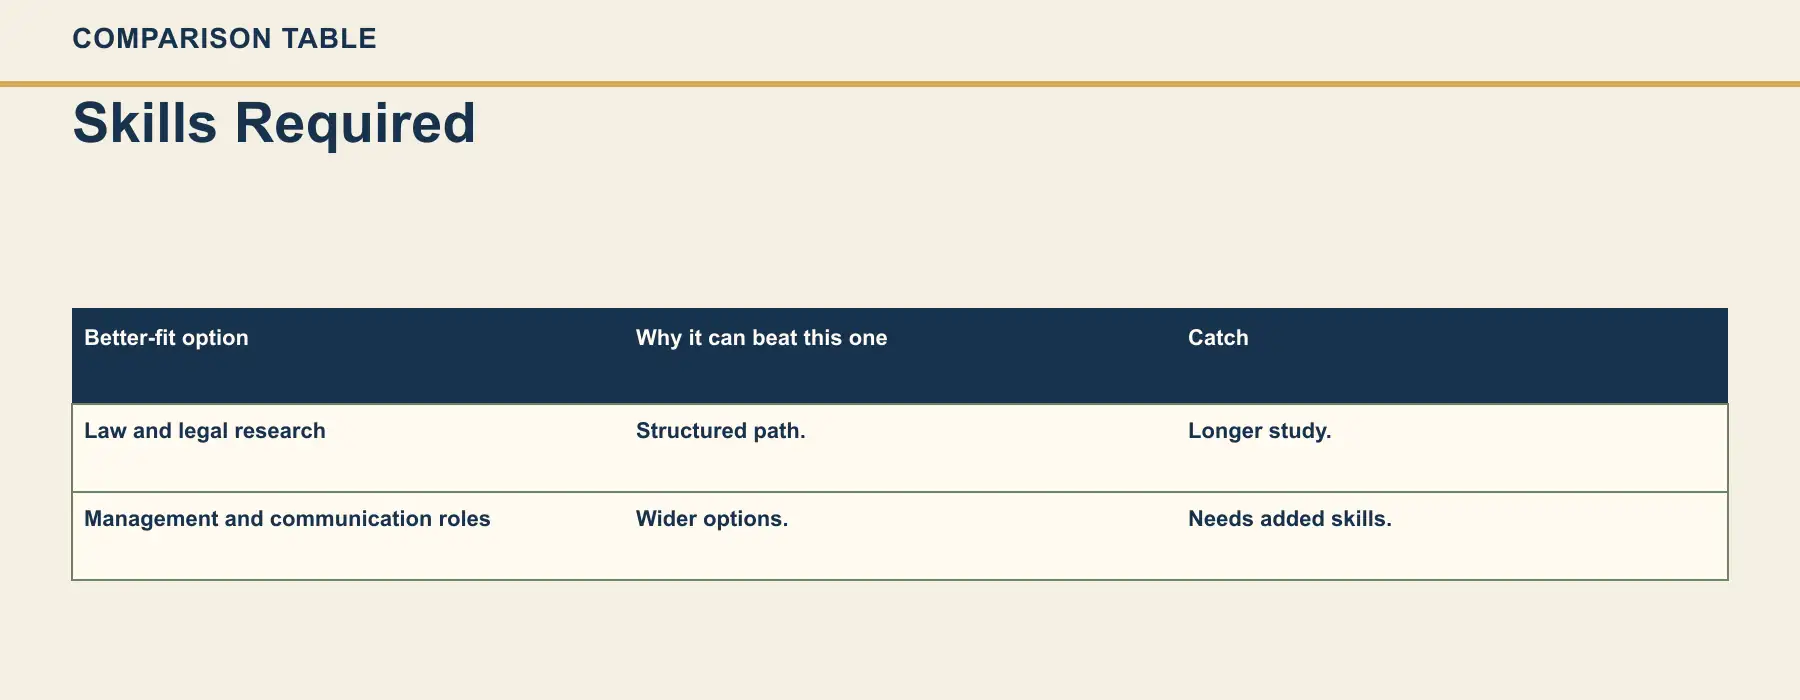 COMPARISON TABLE
Skills Required
Better-fit option Why it can beat this one Catch
Law and legal research Structured path. Longer study.
Management and communication roles Wider options. Needs added skills.